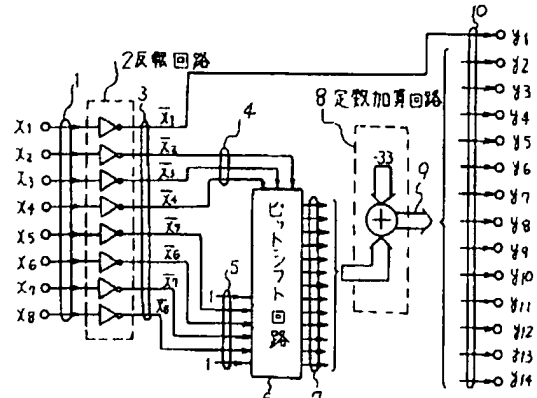 10
2反転回路
1
3
4
8定数加算回路
-33
9
+
x1
x2
x3
x4
x5
x6
x7
x8
x̄1
x̄2
x̄3
x̄4
x̄5
x̄6
x̄7
x̄8
5
1
1
ビットシフト回路
6
7
y1
y2
y3
y4
y5
y6
y7
y8
y9
y10
y11
y12
y13
y14